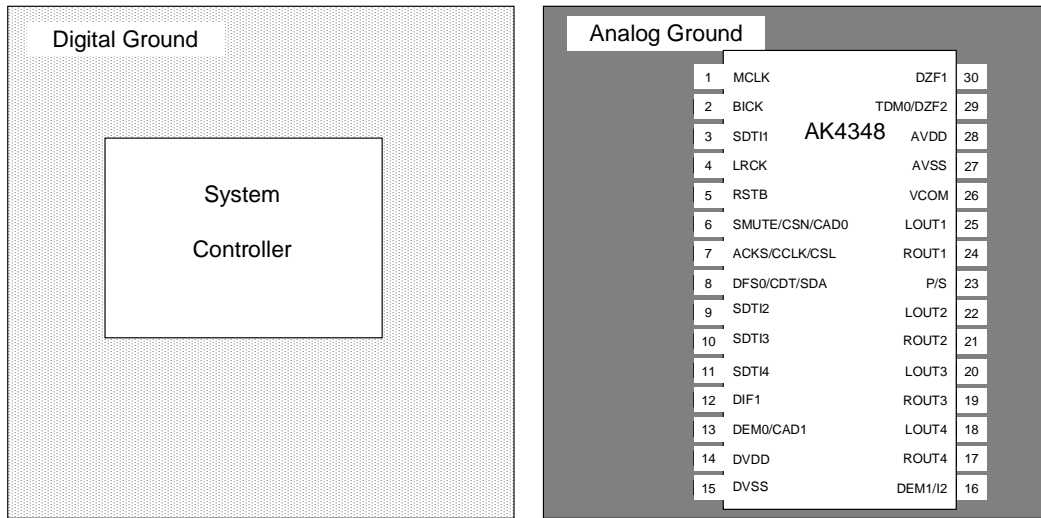 Digital Ground
System
Controller
Analog Ground
AK4348
1 MCLK DZF1 30
2 BICK TDM0/DZF2 29
3 SDTI1 AVDD 28
4 LRCK AVSS 27
5 RSTB VCOM 26
6 SMUTE/CSN/CAD0 LOUT1 25
7 ACKS/CCLK/CSL ROUT1 24
8 DFS0/CDT/SDA P/S 23
9 SDTI2 LOUT2 22
10 SDTI3 ROUT2 21
11 SDTI4 LOUT3 20
12 DIF1 ROUT3 19
13 DEM0/CAD1 LOUT4 18
14 DVDD ROUT4 17
15 DVSS DEM1/I2 16